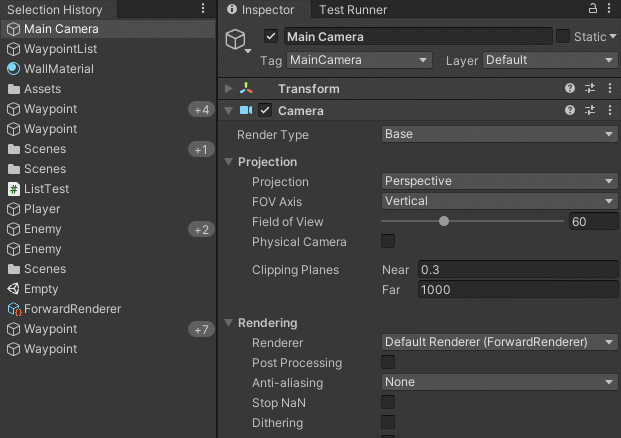 Selection History
Main Camera
WaypointList
WallMaterial
Assets
Waypoint +4
Waypoint
Scenes +1
Scenes
ListTest
Player
Enemy +2
Enemy
Scenes
Empty
ForwardRenderer
Waypoint +7
Waypoint
Inspector Test Runner
Main Camera Static
Tag MainCamera Layer Default
Transform
Camera
Render Type Base
Projection
Projection Perspective
FOV Axis Vertical
Field of View 60
Physical Camera
Clipping Planes Near 0.3
Far 1000
Rendering
Renderer Default Renderer (ForwardRenderer)
Post Processing
Anti-aliasing None
Stop NaN
Dithering